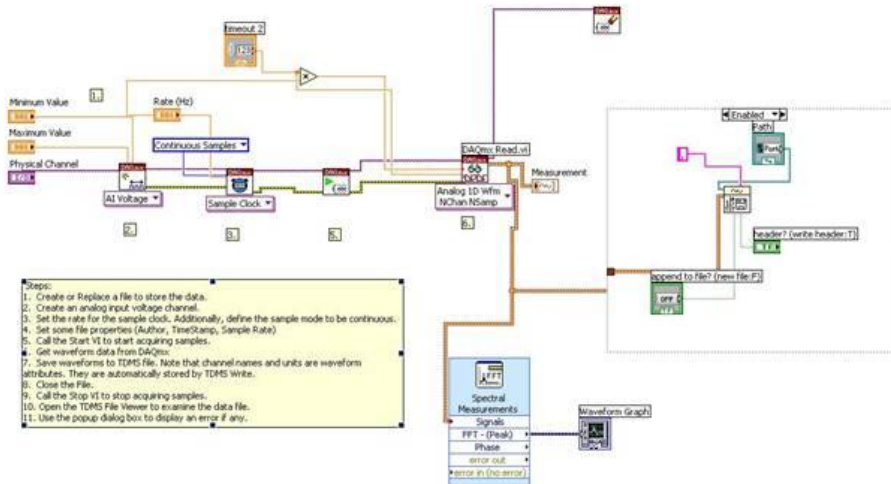 DAQmx
timeout 2
DAQmx
1.
Minimum Value
Rate (Hz)
Maximum Value
Continuous Samples
Physical Channel
DAQmx Read.vi
Measurement
Enabled
Path
AI Voltage
Sample Clock
Analog 1D Wfm
NChan NSamp
2.
3.
5.
6.
header? (write header:T)
TF
append to file? (new file:F)
OFF
Steps:
1. Create or Replace a file to store the data.
2. Create an analog input voltage channel.
3. Set the rate for the sample clock. Additionally, define the sample mode to be continuous.
4. Set some file properties (Author, TimeStamp, Sample Rate)
5. Call the Start VI to start acquiring samples.
6. Get waveform data from DAQmx
7. Save waveforms to TDMS file. Note that channel names and units are waveform
attributes. They are automatically stored by TDMS Write.
8. Close the File.
9. Call the Stop VI to stop acquiring samples.
10. Open the TDMS File Viewer to examine the data file.
11. Use the popup dialog box to display an error if any.
FFT
Spectral
Measurements
Signals
FFT - (Peak)
Phase
error out
error in (no error)
Waveform Graph